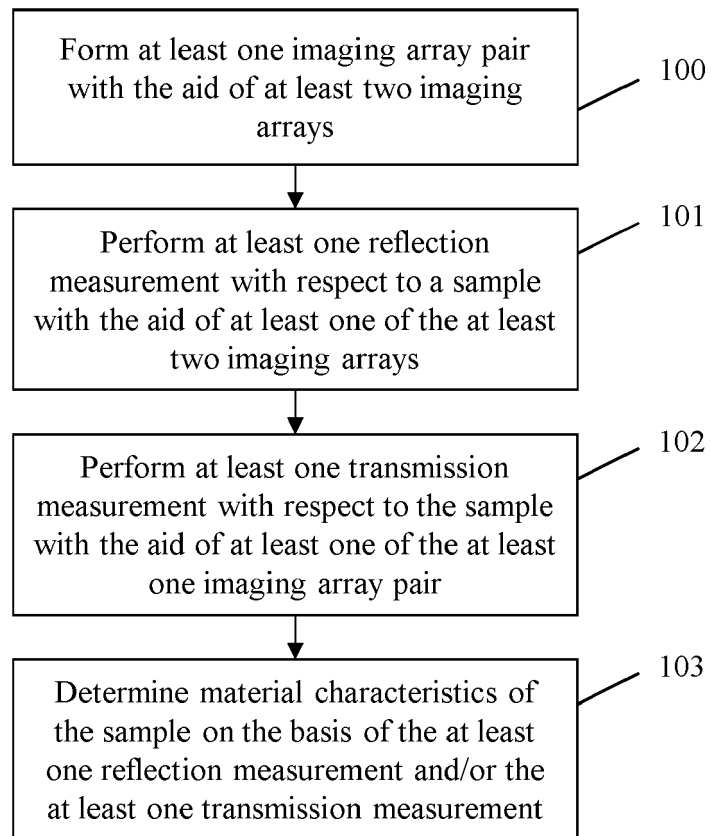 Form at least one imaging array pair
with the aid of at least two imaging
arrays
100
Perform at least one reflection
measurement with respect to a sample
with the aid of at least one of the at least
two imaging arrays
101
Perform at least one transmission
measurement with respect to the sample
with the aid of at least one of the at least
one imaging array pair
102
Determine material characteristics of
the sample on the basis of the at least
one reflection measurement and/or the
at least one transmission measurement
103